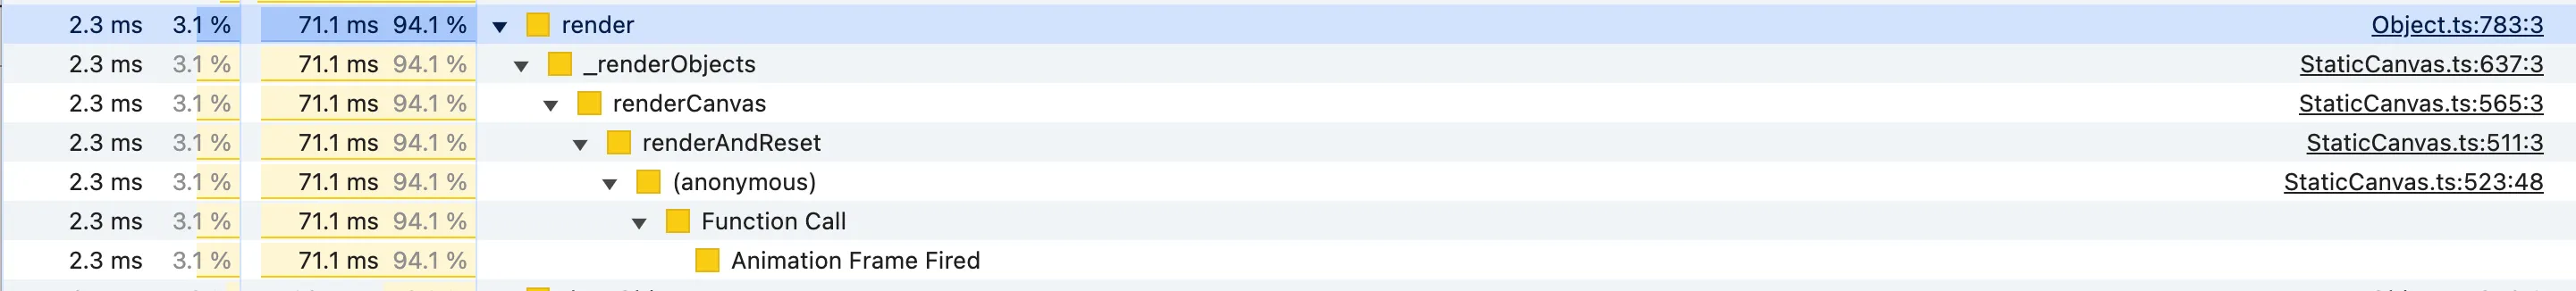 2.3 ms 3.1 % 71.1 ms 94.1 % ▼ render Object.ts:783:3
2.3 ms 3.1 % 71.1 ms 94.1 % ▼ _renderObjects StaticCanvas.ts:637:3
2.3 ms 3.1 % 71.1 ms 94.1 % ▼ renderCanvas StaticCanvas.ts:565:3
2.3 ms 3.1 % 71.1 ms 94.1 % ▼ renderAndReset StaticCanvas.ts:511:3
2.3 ms 3.1 % 71.1 ms 94.1 % ▼ (anonymous) StaticCanvas.ts:523:48
2.3 ms 3.1 % 71.1 ms 94.1 % ▼ Function Call
2.3 ms 3.1 % 71.1 ms 94.1 % Animation Frame Fired